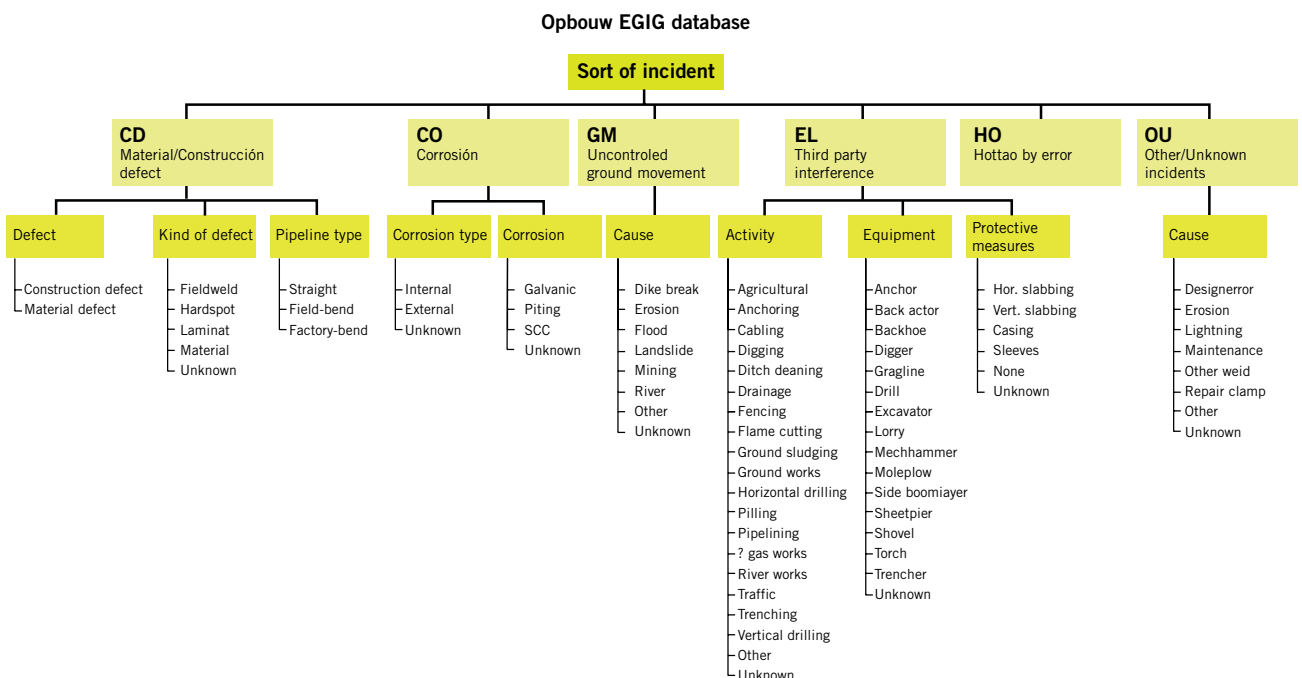 Opbouw EGIG database
Sort of incident
CD
Material/Construcción
defect
CO
Corrosión
GM
Uncontroled
ground movement
EL
Third party
interference
HO
Hottao by error
OU
Other/Unknown
incidents
Defect
Construction defect
Material defect
Kind of defect
Fieldweld
Hardspot
Laminat
Material
Unknown
Pipeline type
Straight
Field-bend
Factory-bend
Corrosion type
Internal
External
Unknown
Corrosion
Galvanic
Piting
SCC
Unknown
Cause
Dike break
Erosion
Flood
Landslide
Mining
River
Other
Unknown
Activity
Agricultural
Anchoring
Cabling
Digging
Ditch deaning
Drainage
Fencing
Flame cutting
Ground sludging
Ground works
Horizontal drilling
Pilling
Pipelining
? gas works
River works
Traffic
Trenching
Vertical drilling
Other
Unknown
Equipment
Anchor
Back actor
Backhoe
Digger
Gragline
Drill
Excavator
Lorry
Mechhammer
Moleplow
Side boomiayer
Sheetpier
Shovel
Torch
Trencher
Unknown
Protective
measures
Hor. slabbing
Vert. slabbing
Casing
Sleeves
None
Unknown
Cause
Designerror
Erosion
Lightning
Maintenance
Other weid
Repair clamp
Other
Unknown